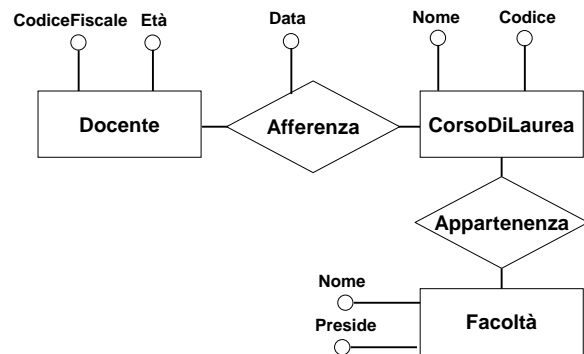 CodiceFiscale Età Data Nome Codice
Docente Afferenza CorsoDiLaurea
Appartenenza
Nome
Preside Facoltà